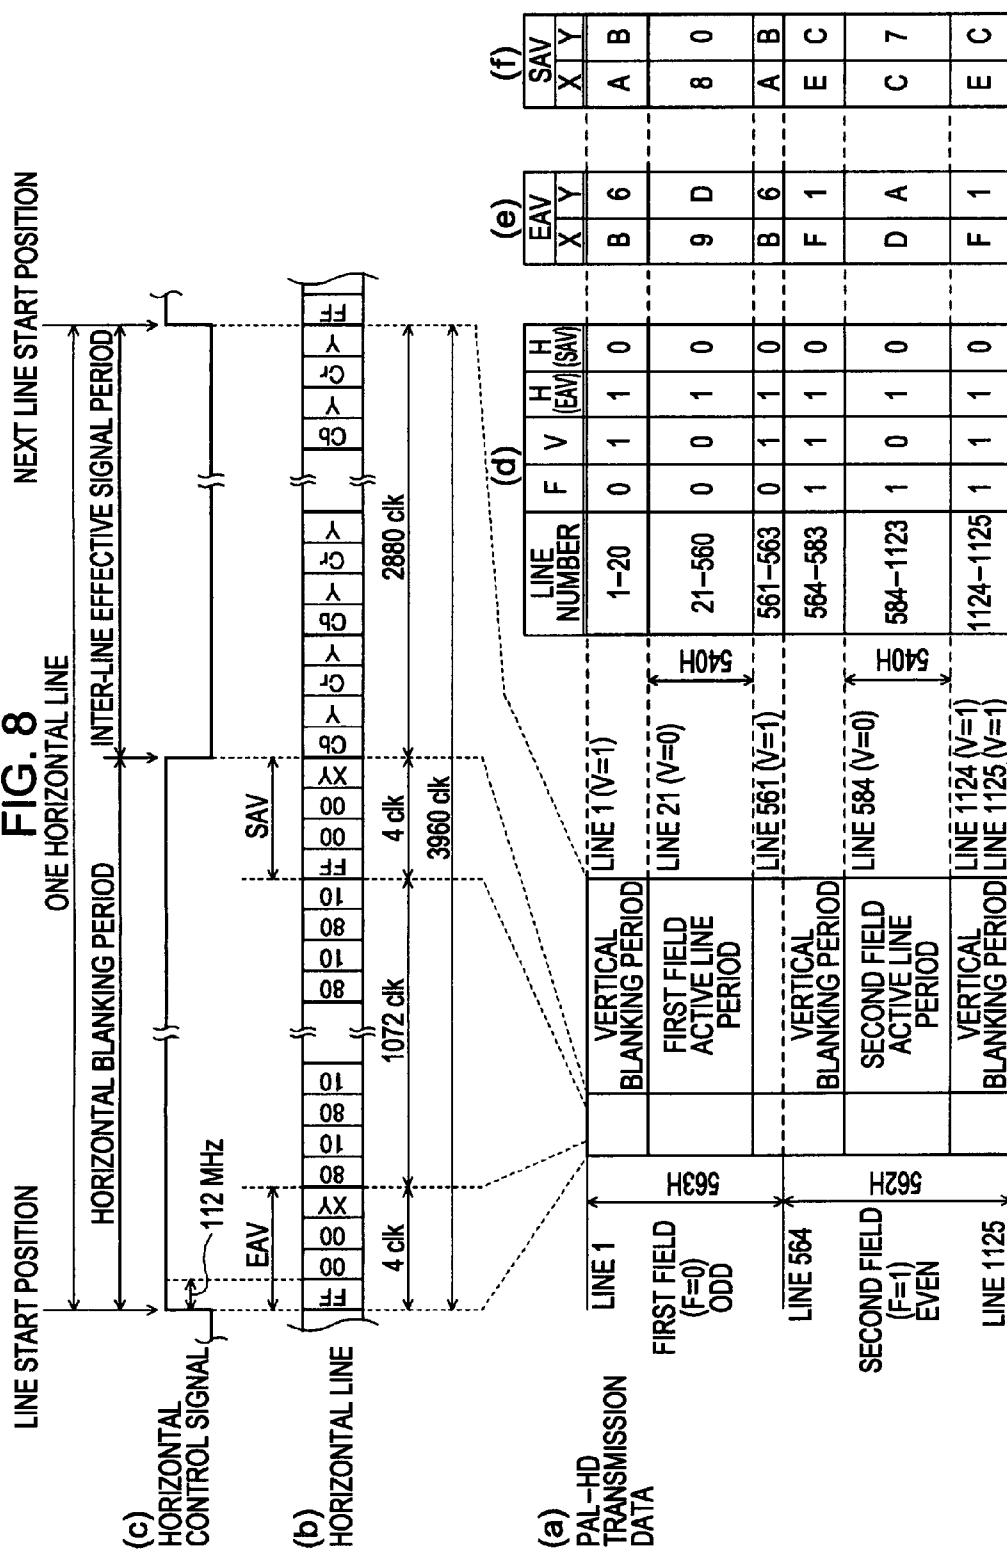 FIG. 8
LINE START POSITION
NEXT LINE START POSITION
ONE HORIZONTAL LINE
HORIZONTAL BLANKING PERIOD
INTER-LINE EFFECTIVE SIGNAL PERIOD
(c)
HORIZONTAL
CONTROL SIGNAL
112 MHz
EAV
SAV
(b)
HORIZONTAL LINE
FF 00 00 XY 80 10 80 10 80 10 80 10 FF 00 00 XY Cb Y Cr Y Cb Y Cr Y Cb Y Cr Y FF
4 clk
1072 clk
4 clk
2880 clk
3960 clk
(a)
PAL-HD
TRANSMISSION
DATA
LINE 1
FIRST FIELD
(F=0)
ODD
LINE 564
SECOND FIELD
(F=1)
EVEN
LINE 1125
563H
562H
VERTICAL
BLANKING PERIOD
FIRST FIELD
ACTIVE LINE
PERIOD
VERTICAL
BLANKING PERIOD
SECOND FIELD
ACTIVE LINE
PERIOD
VERTICAL
BLANKING PERIOD
LINE 1 (V=1)
LINE 21 (V=0)
LINE 561 (V=1)
LINE 584 (V=0)
LINE 1124 (V=1)
LINE 1125 (V=1)
540H
540H
(d)
LINE
NUMBER F V H
(EAV) H
(SAV)
1-20 0 1 1 0
21-560 0 0 1 0
561-563 0 1 1 0
564-583 1 1 1 0
584-1123 1 0 1 0
1124-1125 1 1 1 0
(e)
EAV
X Y
B 6
9 D
B 6
F 1
D A
F 1
(f)
SAV
X Y
A B
8 0
A B
E C
C 7
E C